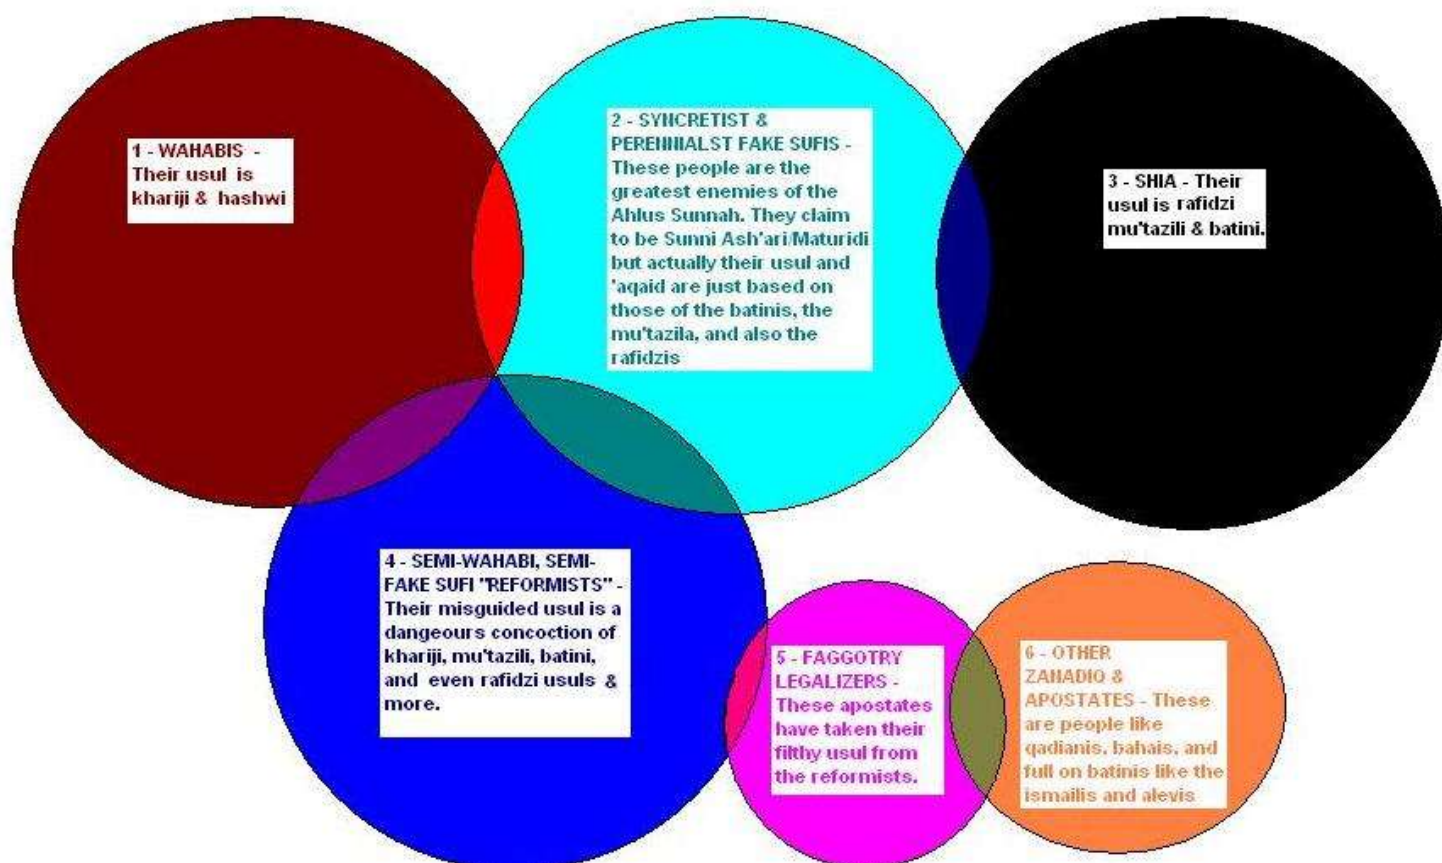 1 - WAHABIS -
Their usul is
khariji & hashwi
2 - SYNCRETIST &
PERENNIALST FAKE SUFIS -
These people are the
greatest enemies of the
Ahlus Sunnah. They claim
to be Sunni Ash'ari/Maturidi
but actually their usul and
'aqaid are just based on
those of the batinis, the
mu'tazila, and also the
rafidzis
3 - SHIA - Their
usul is rafidzi
mu'tazili & batini.
4 - SEMI-WAHABI, SEMI-
FAKE SUFI "REFORMISTS" -
Their misguided usul is a
dangeours concoction of
khariji, mu'tazili, batini,
and even rafidzi usuls &
more.
5 - FAGGOTRY
LEGALIZERS -
These apostates
have taken their
filthy usul from
the reformists.
6 - OTHER
ZANADIQ &
APOSTATES - These
are people like
qadianis, bahais, and
full on batinis like the
ismailis and alevis